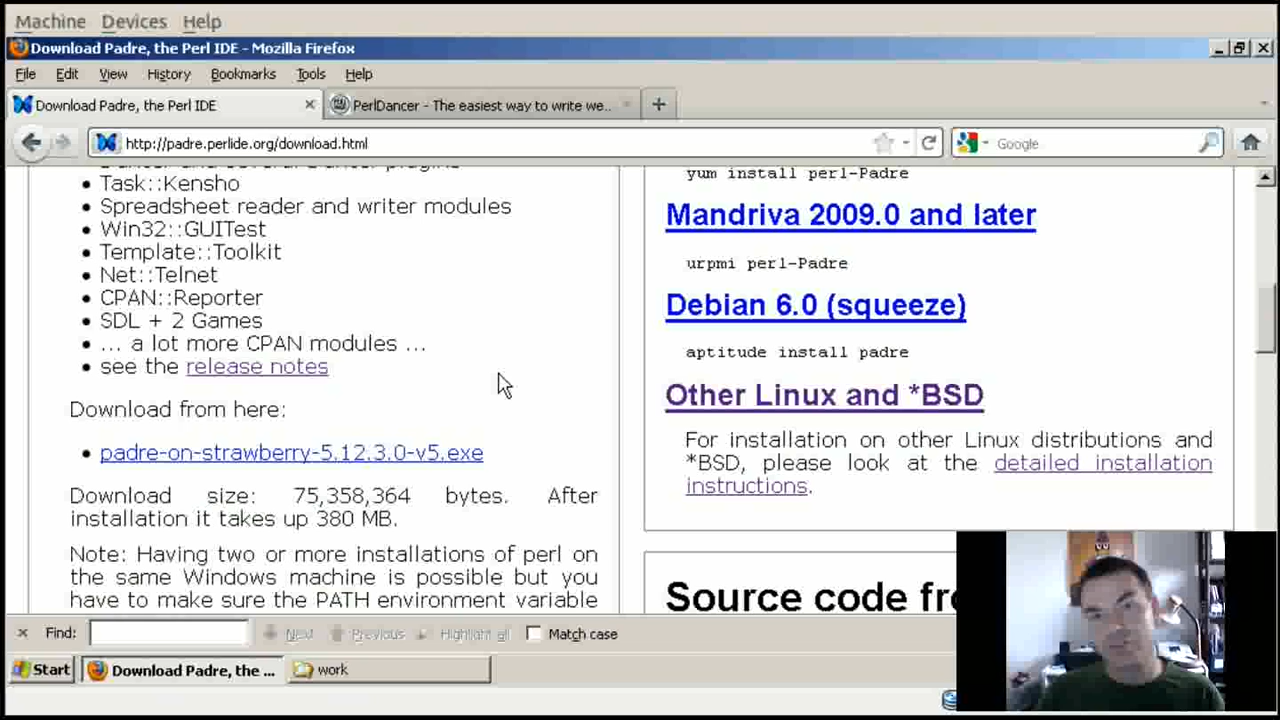 Machine Devices Help
Download Padre, the Perl IDE - Mozilla Firefox
File Edit View History Bookmarks Tools Help
Download Padre, the Perl IDE
PerlDancer - The easiest way to write we...
http://padre.perlide.org/download.html
Google
Task::Kensho
Spreadsheet reader and writer modules
Win32::GUITest
Template::Toolkit
Net::Telnet
CPAN::Reporter
SDL + 2 Games
... a lot more CPAN modules ...
see the release notes
Download from here:
padre-on-strawberry-5.12.3.0-v5.exe
Download size: 75,358,364 bytes. After
installation it takes up 380 MB.
Note: Having two or more installations of perl on
the same Windows machine is possible but you
have to make sure the PATH environment variable
yum install perl-Padre
Mandriva 2009.0 and later
urpmi perl-Padre
Debian 6.0 (squeeze)
aptitude install padre
Other Linux and *BSD
For installation on other Linux distributions and
*BSD, please look at the detailed installation
instructions.
Source code fro
Find: Next Previous Highlight all Match case
Start Download Padre, the ... work